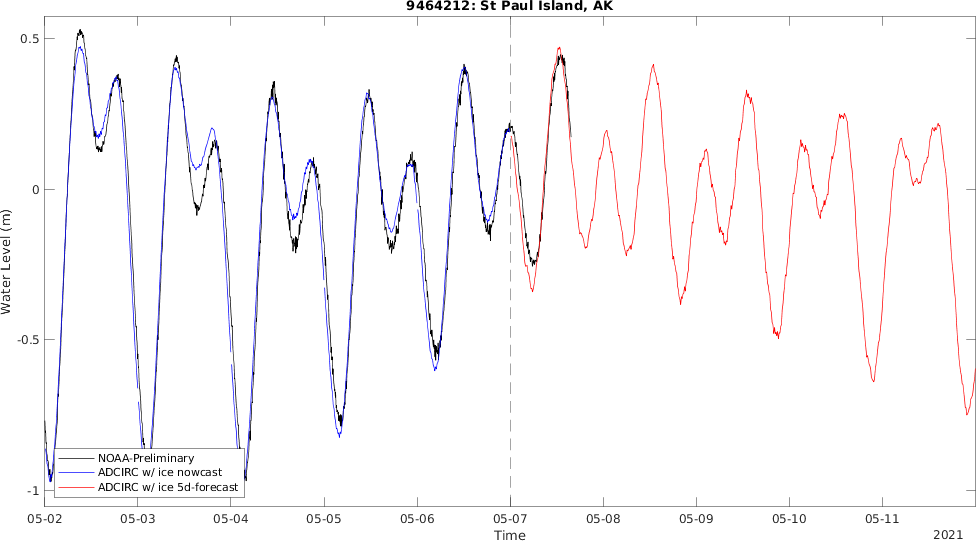 9464212: St Paul Island, AK
0.5
0
-0.5
-1
Water Level (m)
NOAA-Preliminary
ADCIRC w/ ice nowcast
ADCIRC w/ ice 5d-forecast
05-02 05-03 05-04 05-05 05-06 05-07 05-08 05-09 05-10 05-11
Time
2021